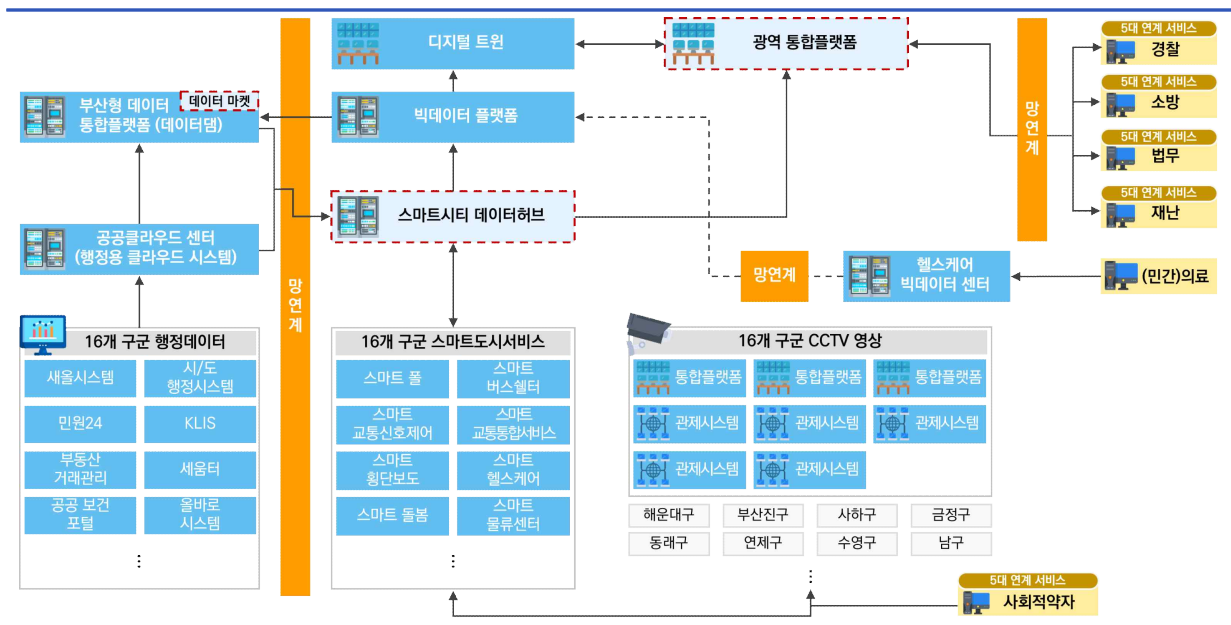 디지털 트윈
광역 통합플랫폼
5대 연계 서비스
경찰
5대 연계 서비스
소방
5대 연계 서비스
법무
5대 연계 서비스
재난
망연계
부산형 데이터
통합플랫폼 (데이터댐)
데이터 마켓
빅데이터 플랫폼
스마트시티 데이터허브
공공클라우드 센터
(행정용 클라우드 시스템)
망연계
망연계
헬스케어
빅데이터 센터
(민간)의료
16개 구군 행정데이터
새올시스템
시/도
행정시스템
민원24
KLIS
부동산
거래관리
세움터
공공 보건
포털
올바로
시스템
⋮
16개 구군 스마트도시서비스
스마트 폴
스마트
버스쉘터
스마트
교통신호제어
스마트
교통통합서비스
스마트
횡단보도
스마트
헬스케어
스마트 돌봄
스마트
물류센터
⋮
16개 구군 CCTV 영상
통합플랫폼
통합플랫폼
통합플랫폼
관제시스템
관제시스템
관제시스템
관제시스템
관제시스템
해운대구
부산진구
사하구
금정구
동래구
연제구
수영구
남구
⋮
5대 연계 서비스
사회적약자